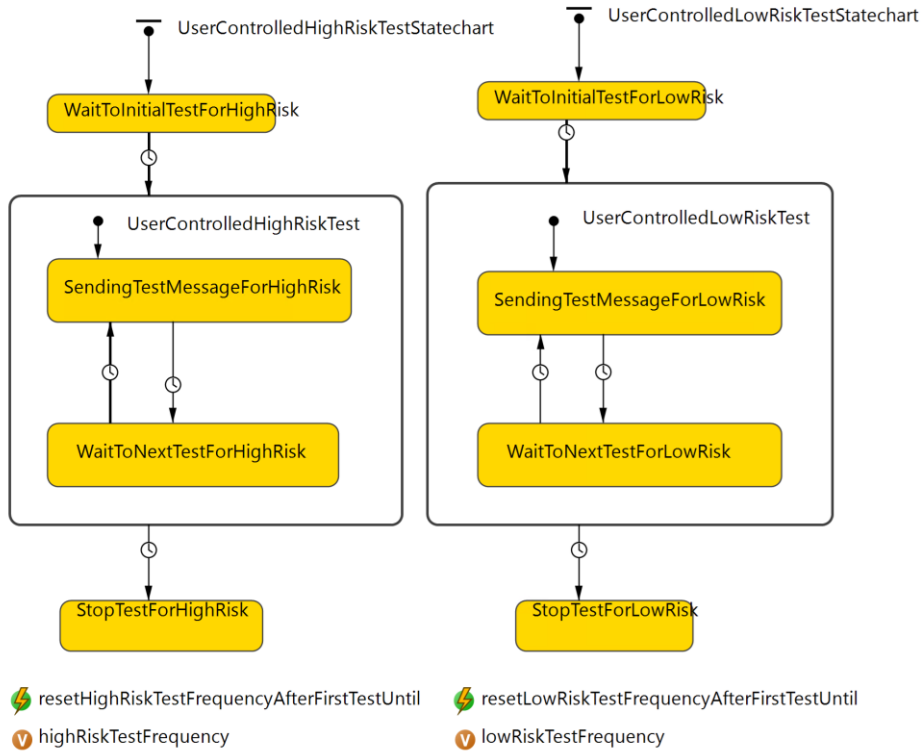 UserControlledHighRiskTestStatechart
WaitToInitialTestForHighRisk
UserControlledHighRiskTest
SendingTestMessageForHighRisk
WaitToNextTestForHighRisk
StopTestForHighRisk
resetHighRiskTestFrequencyAfterFirstTestUntil
V highRiskTestFrequency
UserControlledLowRiskTestStatechart
WaitToInitialTestForLowRisk
UserControlledLowRiskTest
SendingTestMessageForLowRisk
WaitToNextTestForLowRisk
StopTestForLowRisk
resetLowRiskTestFrequencyAfterFirstTestUntil
V lowRiskTestFrequency